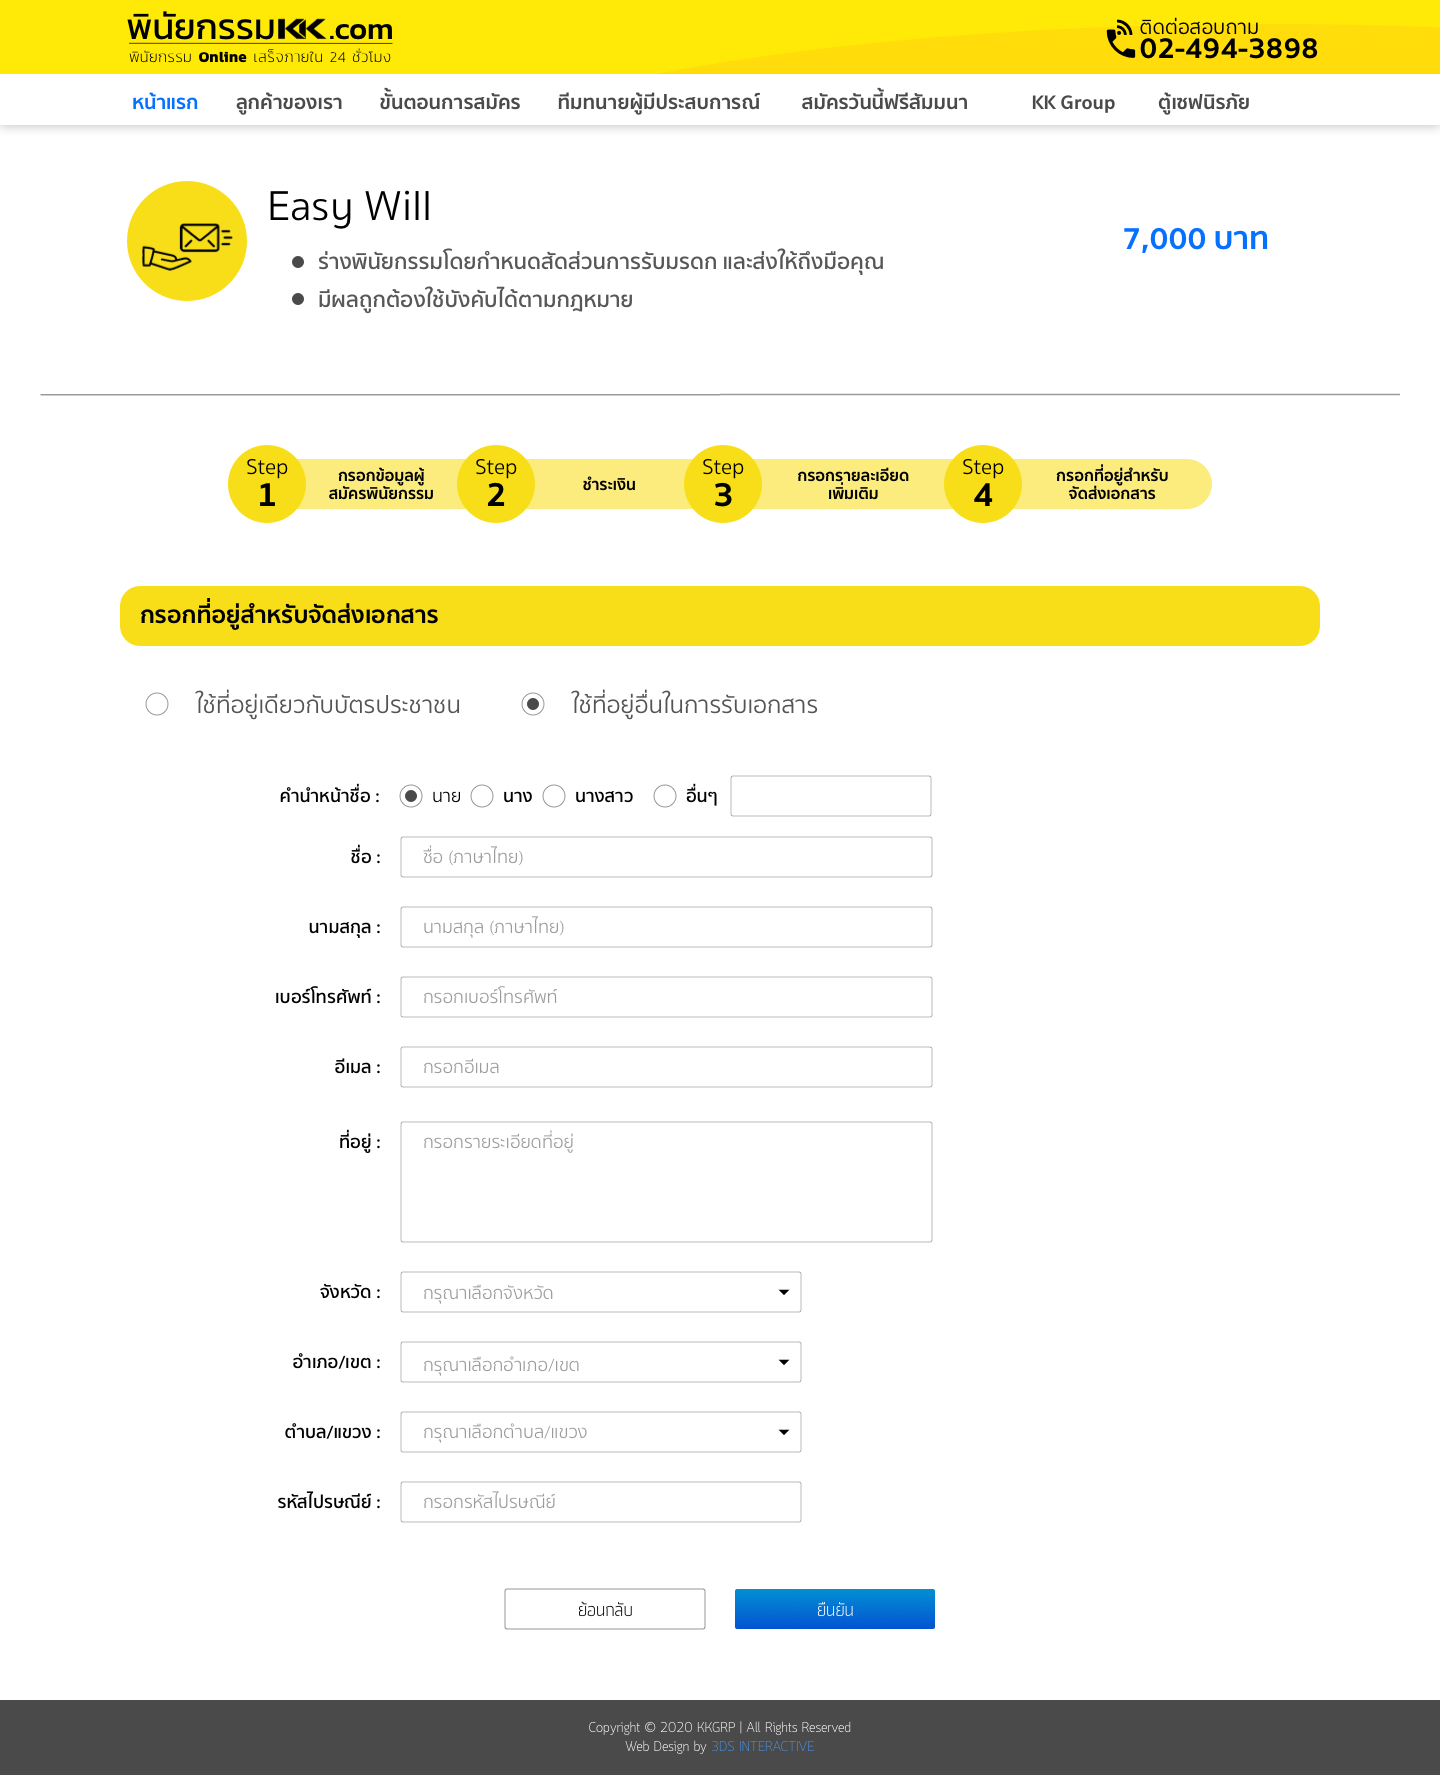 พินัยกรรมKK.com
พินัยกรรม Online เสร็จภายใน 24 ชั่วโมง
ติดต่อสอบถาม
02-494-3898
หน้าแรก ลูกค้าของเรา ขั้นตอนการสมัคร ทีมทนายผู้มีประสบการณ์ สมัครวันนี้ฟรีสัมมนา KK Group ตู้เซฟนิรภัย
Easy Will
7,000 บาท
ร่างพินัยกรรมโดยกำหนดสัดส่วนการรับมรดก และส่งให้ถึงมือคุณ
มีผลถูกต้องใช้บังคับได้ตามกฎหมาย
Step 1 กรอกข้อมูลผู้
สมัครพินัยกรรม
Step 2 ชำระเงิน
Step 3 กรอกรายละเอียด
เพิ่มเติม
Step 4 กรอกที่อยู่สำหรับ
จัดส่งเอกสาร
กรอกที่อยู่สำหรับจัดส่งเอกสาร
ใช้ที่อยู่เดียวกับบัตรประชาชน ใช้ที่อยู่อื่นในการรับเอกสาร
คำนำหน้าชื่อ : นาย นาง นางสาว อื่นๆ
ชื่อ : ชื่อ (ภาษาไทย)
นามสกุล : นามสกุล (ภาษาไทย)
เบอร์โทรศัพท์ : กรอกเบอร์โทรศัพท์
อีเมล : กรอกอีเมล
ที่อยู่ : กรอกรายระเอียดที่อยู่
จังหวัด : กรุณาเลือกจังหวัด
อำเภอ/เขต : กรุณาเลือกอำเภอ/เขต
ตำบล/แขวง : กรุณาเลือกตำบล/แขวง
รหัสไปรษณีย์ : กรอกรหัสไปรษณีย์
ย้อนกลับ ยืนยัน
Copyright © 2020 KKGRP | All Rights Reserved
Web Design by 3DS INTERACTIVE